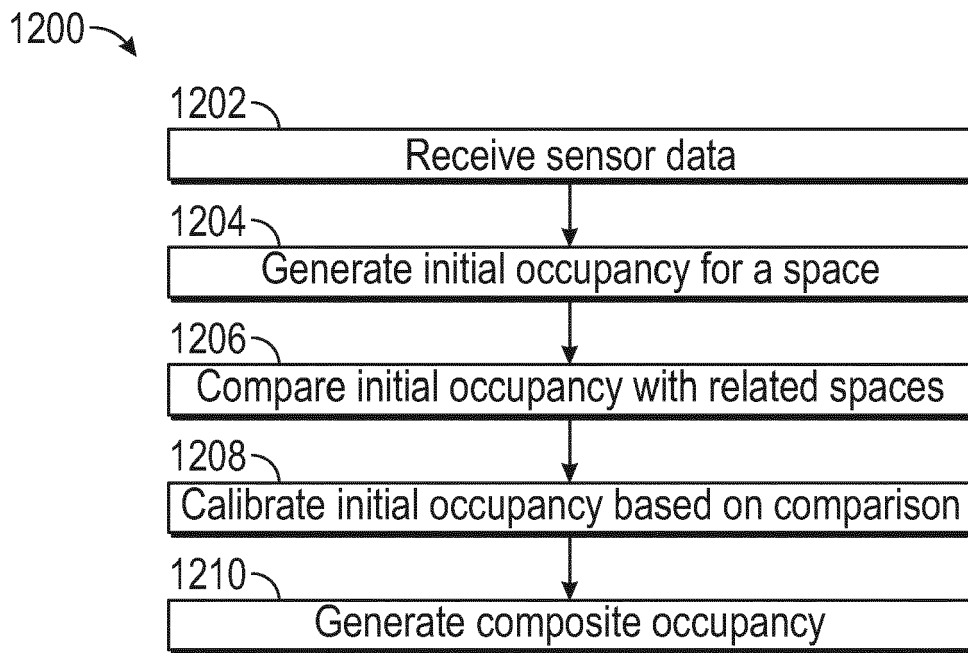 1200
1202
Receive sensor data
1204
Generate initial occupancy for a space
1206
Compare initial occupancy with related spaces
1208
Calibrate initial occupancy based on comparison
1210
Generate composite occupancy